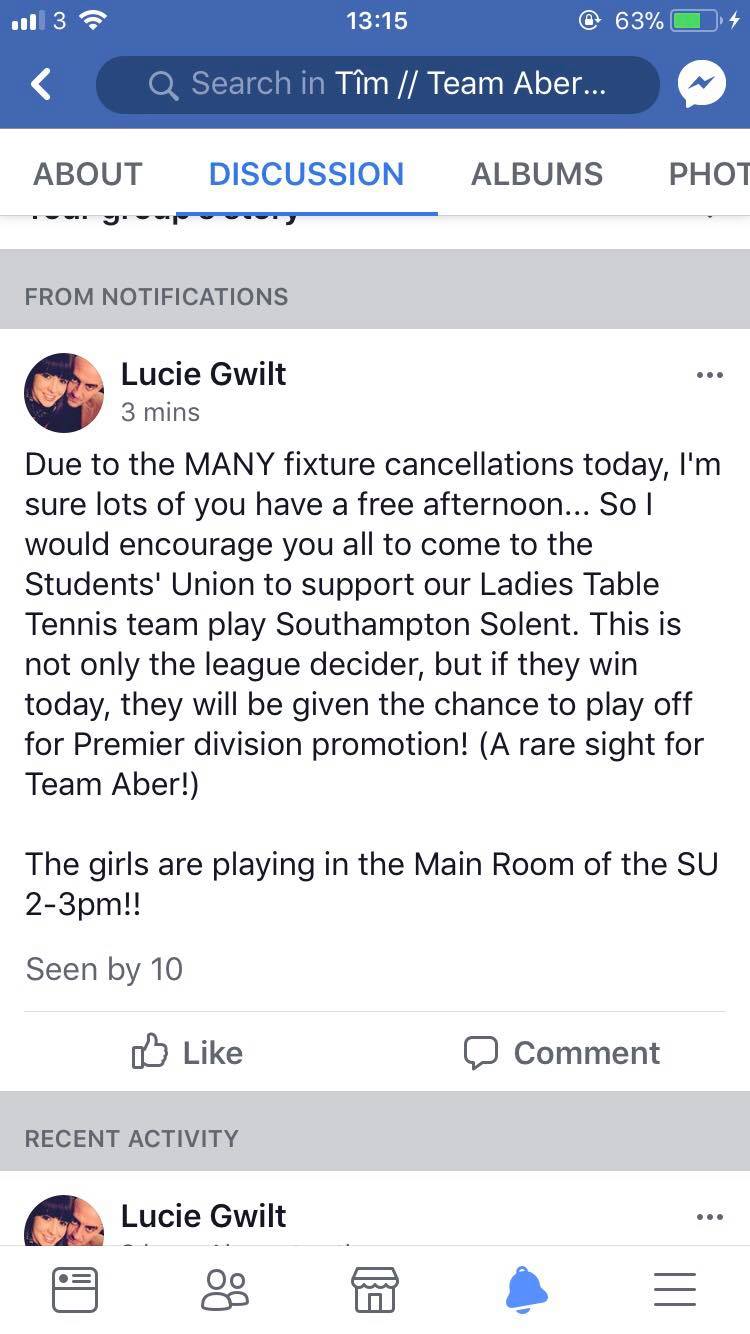 3
13:15
63%
Search in Tîm // Team Aber...
ABOUT
DISCUSSION
ALBUMS
PHOT
Your group's story
FROM NOTIFICATIONS
Lucie Gwilt
3 mins
Due to the MANY fixture cancellations today, I'm
sure lots of you have a free afternoon... So I
would encourage you all to come to the
Students' Union to support our Ladies Table
Tennis team play Southampton Solent. This is
not only the league decider, but if they win
today, they will be given the chance to play off
for Premier division promotion! (A rare sight for
Team Aber!)
The girls are playing in the Main Room of the SU
2-3pm!!
Seen by 10
Like
Comment
RECENT ACTIVITY
Lucie Gwilt